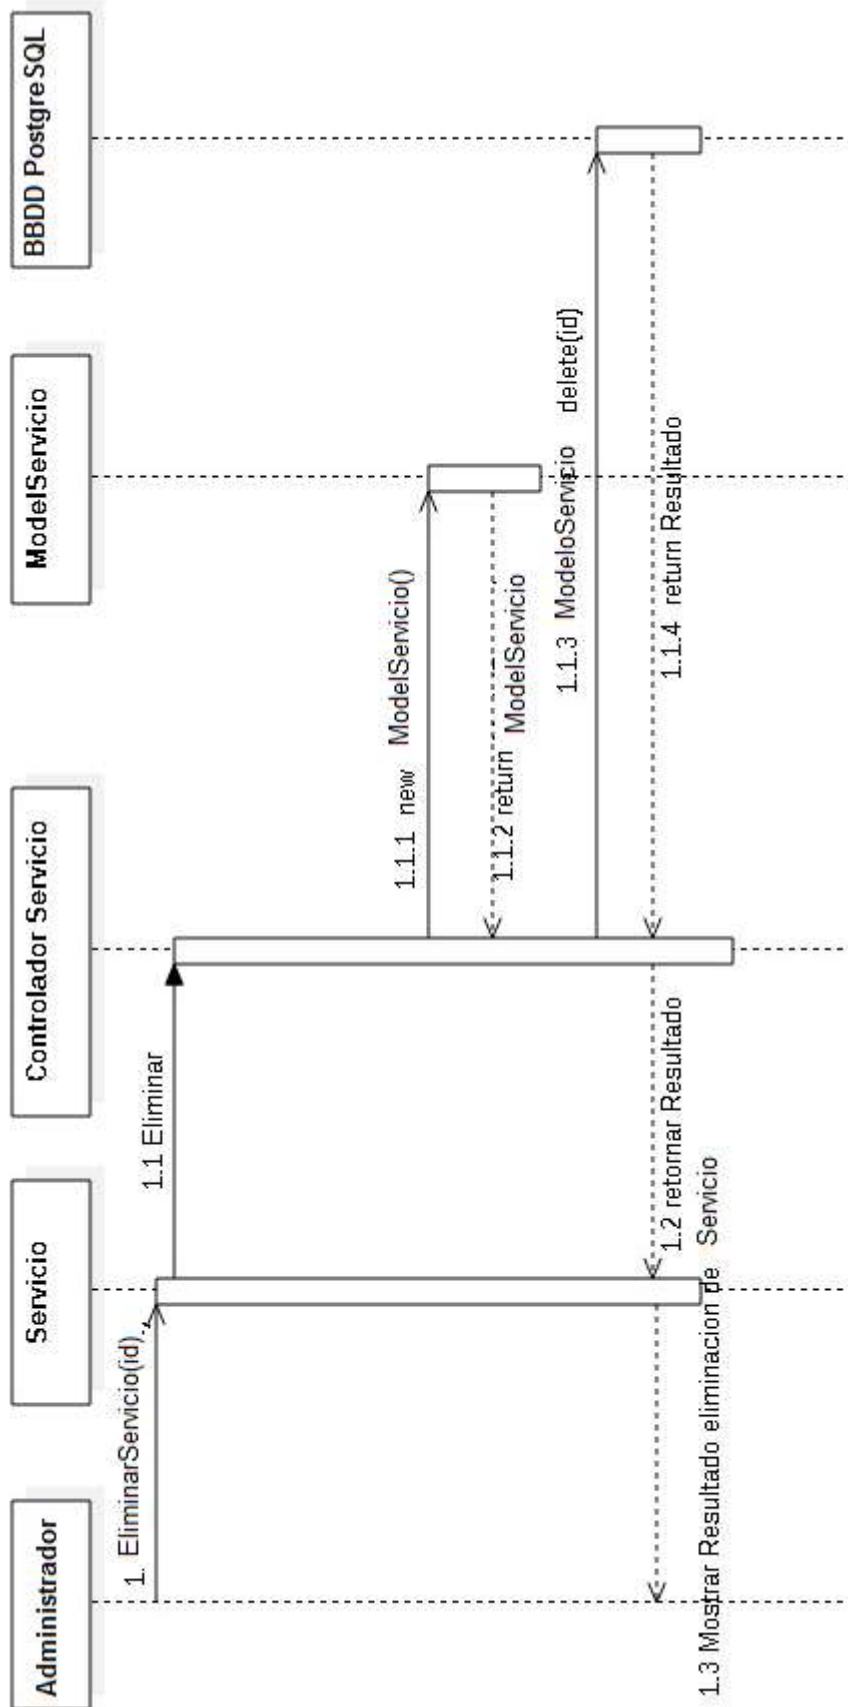 Administrador
Servicio
Controlador Servicio
ModelServicio
BBDD PostgreSQL
1. EliminarServicio(id)
1.1 Eliminar
1.1.1 new ModelServicio()
1.1.2 return ModelServicio
1.1.3 ModeloServicio delete(id)
1.1.4 return Resultado
1.2 retornar Resultado
1.3 Mostrar Resultado eliminacion de Servicio